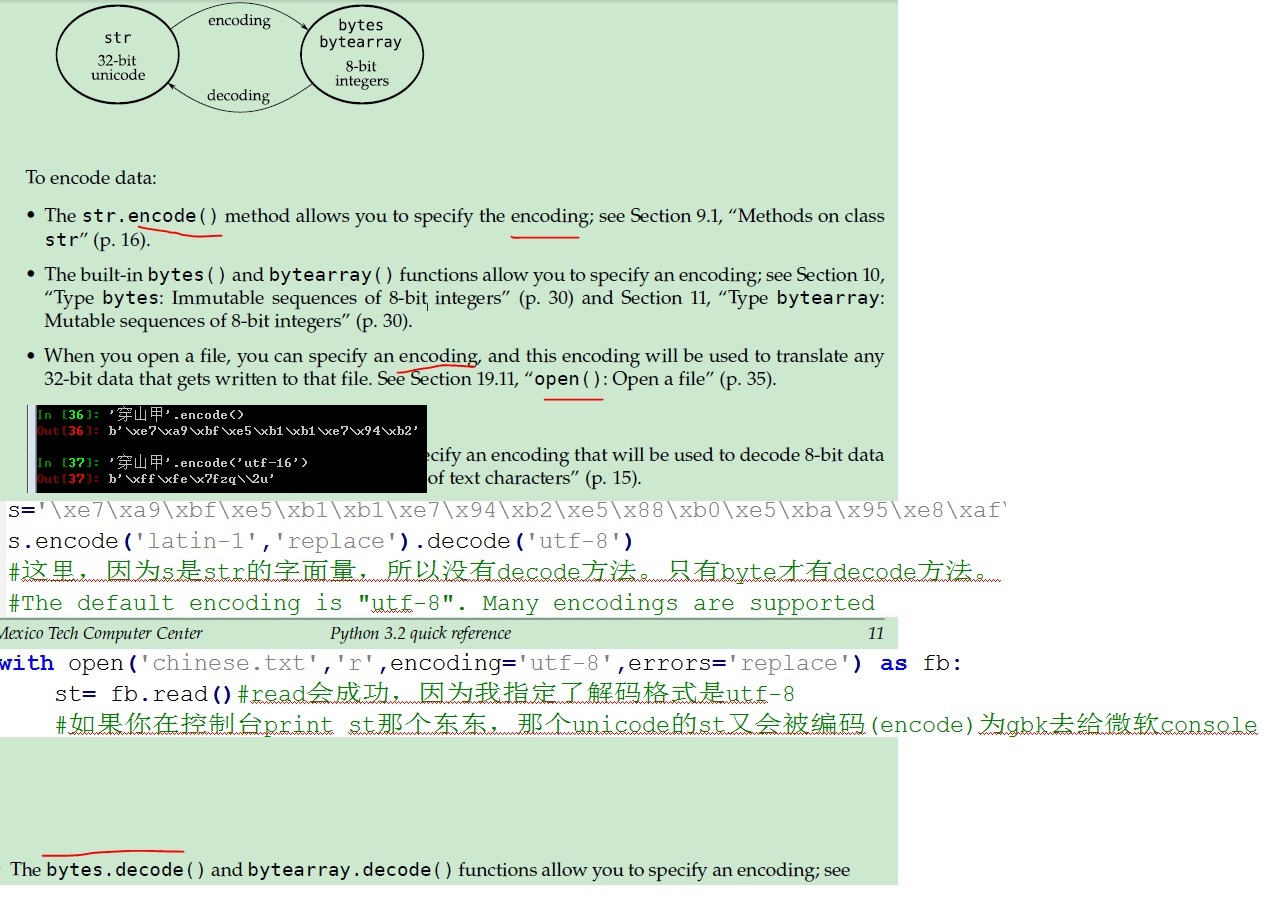 encoding
str
32-bit
unicode
bytes
bytearray
8-bit
integers
decoding
To encode data:
• The str.encode() method allows you to specify the encoding; see Section 9.1, “Methods on class
str” (p. 16).
• The built-in bytes() and bytearray() functions allow you to specify an encoding; see Section 10,
“Type bytes: Immutable sequences of 8-bit integers” (p. 30) and Section 11, “Type bytearray:
Mutable sequences of 8-bit integers” (p. 30).
• When you open a file, you can specify an encoding, and this encoding will be used to translate any
32-bit data that gets written to that file. See Section 19.11, “open(): Open a file” (p. 35).
In [36]: '穿山甲'.encode()
Out[36]: b'\xe7\xa9\xbf\xe5\xb1\xb1\xe7\x94\xb2'
In [37]: '穿山甲'.encode('utf-16')
Out[37]: b'\xff\xfe\x7fzq\\2u'
ecify an encoding that will be used to decode 8-bit data
of text characters” (p. 15).
s='\xe7\xa9\xbf\xe5\xb1\xb1\xe7\x94\xb2\xe5\x88\xb0\xe5\xba\x95\xe8\xaf\
s.encode('latin-1','replace').decode('utf-8')
#这里，因为s是str的字面量，所以没有decode方法。只有byte才有decode方法。
#The default encoding is "utf-8". Many encodings are supported
Mexico Tech Computer Center Python 3.2 quick reference 11
with open('chinese.txt','r',encoding='utf-8',errors='replace') as fb:
st= fb.read()#read会成功，因为我指定了解码格式是utf-8
#如果你在控制台print st那个东东，那个unicode的st又会被编码(encode)为gbk去给微软console
The bytes.decode() and bytearray.decode() functions allow you to specify an encoding; see